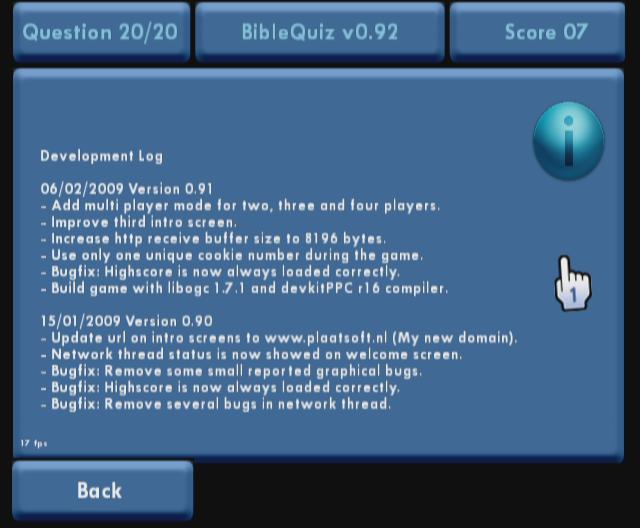 Question 20/20
BibleQuiz v0.92
Score 07
Development Log
06/02/2009 Version 0.91
- Add multi player mode for two, three and four players.
- Improve third intro screen.
- Increase http receive buffer size to 8196 bytes.
- Use only one unique cookie number during the game.
- Bugfix: Highscore is now always loaded correctly.
- Build game with libogc 1.7.1 and devkitPPC r16 compiler.
1
15/01/2009 Version 0.90
- Update url on intro screens to www.plaatsoft.nl (My new domain).
- Network thread status is now showed on welcome screen.
- Bugfix: Remove some small reported graphical bugs.
- Bugfix: Highscore is now always loaded correctly.
- Bugfix: Remove several bugs in network thread.
17 fps
Back